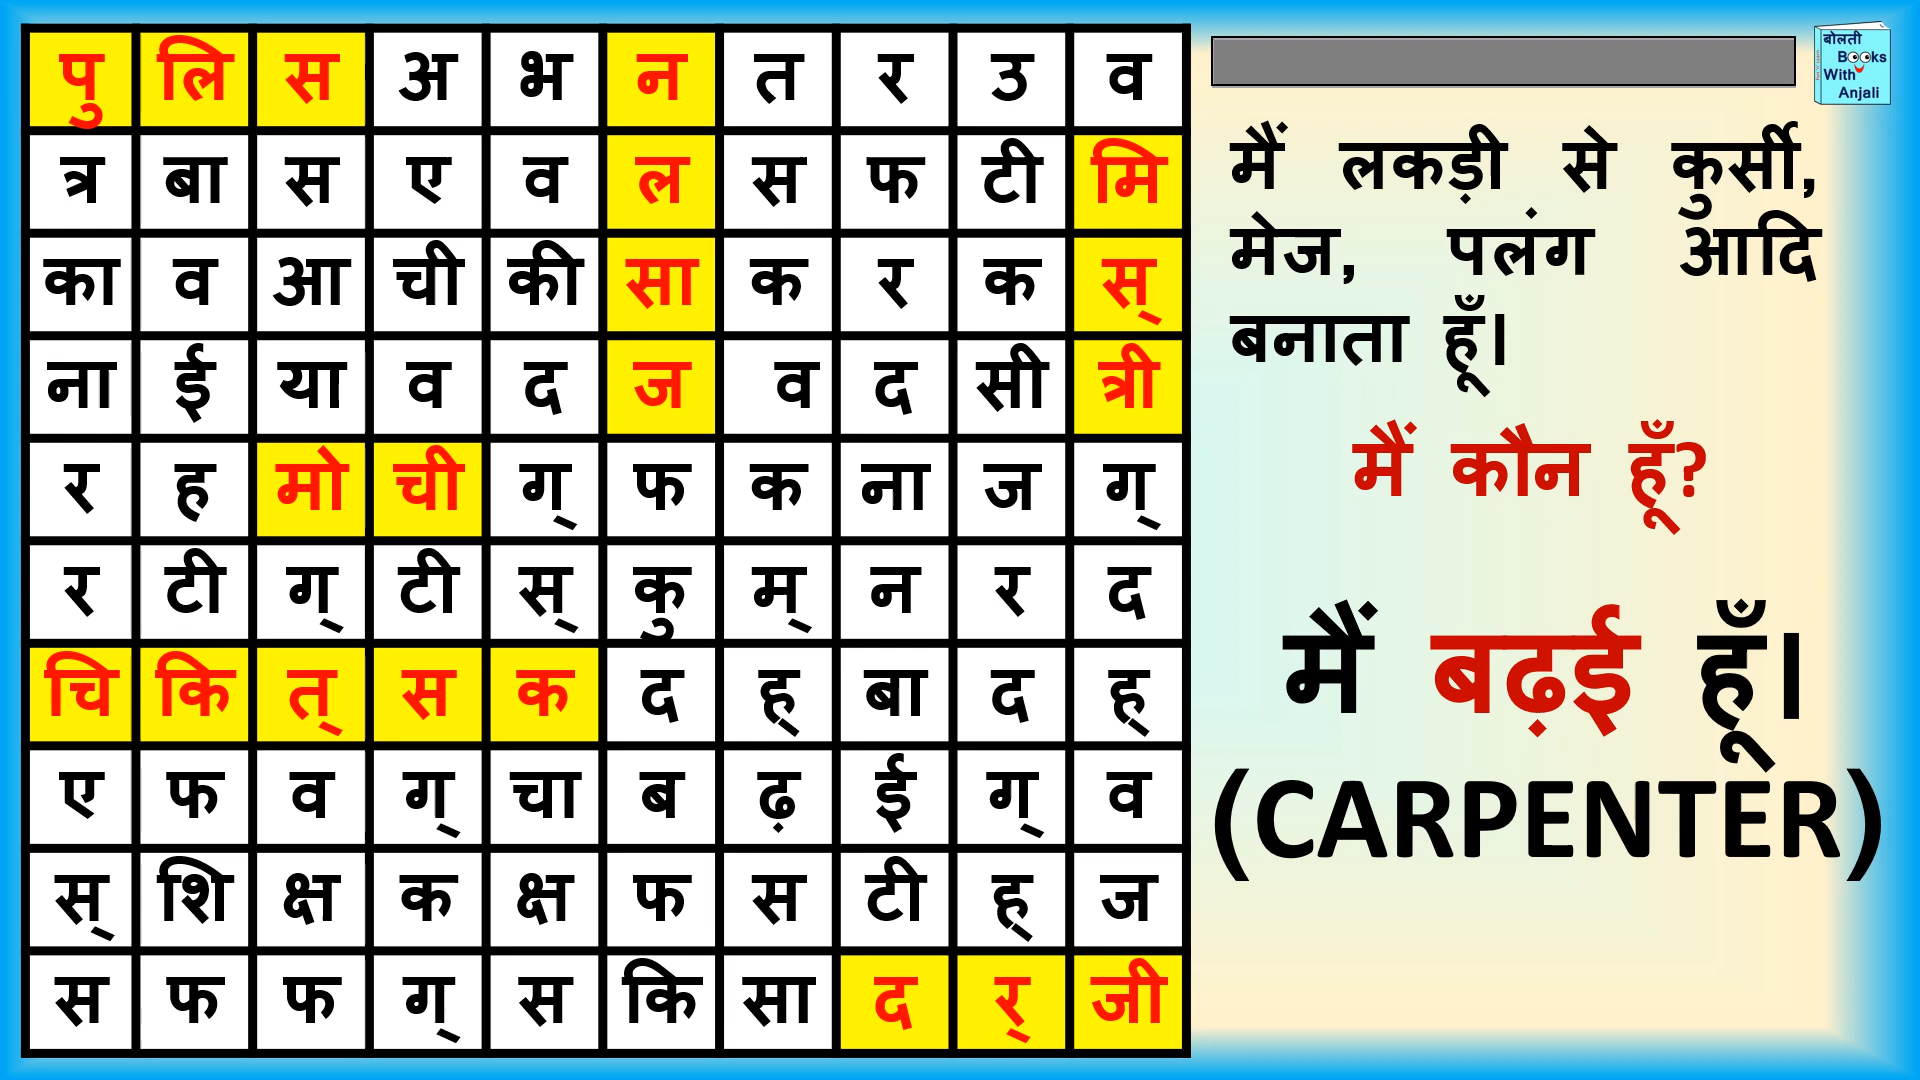 पु लि स अ भ न त र उ व
त्र बा स ए व ल स फ टी मि
का व आ ची की सा क र क स्
ना ई या व द ज व द सी त्री
र ह मो ची ग् फ क ना ज ग्
र टी ग् टी स् कु म् न र द
चि कि त् स क द ह् बा द ह्
ए फ व ग् चा ब ढ़ ई ग् व
स् शि क्ष क क्ष फ स टी ह् ज
स फ फ ग् स कि सा द र् जी
बोलती
Books
With
Anjali
मैं लकड़ी से कुर्सी,
मेज, पलंग आदि
बनाता हूँ।
मैं कौन हूँ?
मैं बढ़ई हूँ।
(CARPENTER)